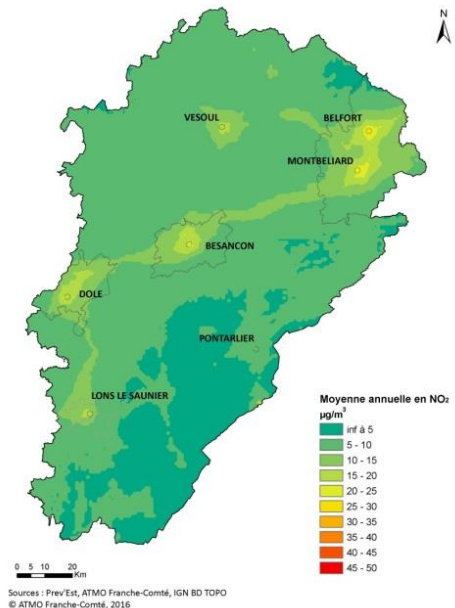 N
VESOUL
BELFORT
MONTBELIARD
BESANCON
DOLE
PONTARLIER
LONS LE SAUNIER
Moyenne annuelle en NO₂
µg/m³
inf à 5
5 - 10
10 - 15
15 - 20
20 - 25
25 - 30
30 - 35
35 - 40
40 - 45
45 - 50
0 5 10 20
Km
Sources : Prev'Est, ATMO Franche-Comté, IGN BD TOPO
© ATMO Franche-Comté, 2016